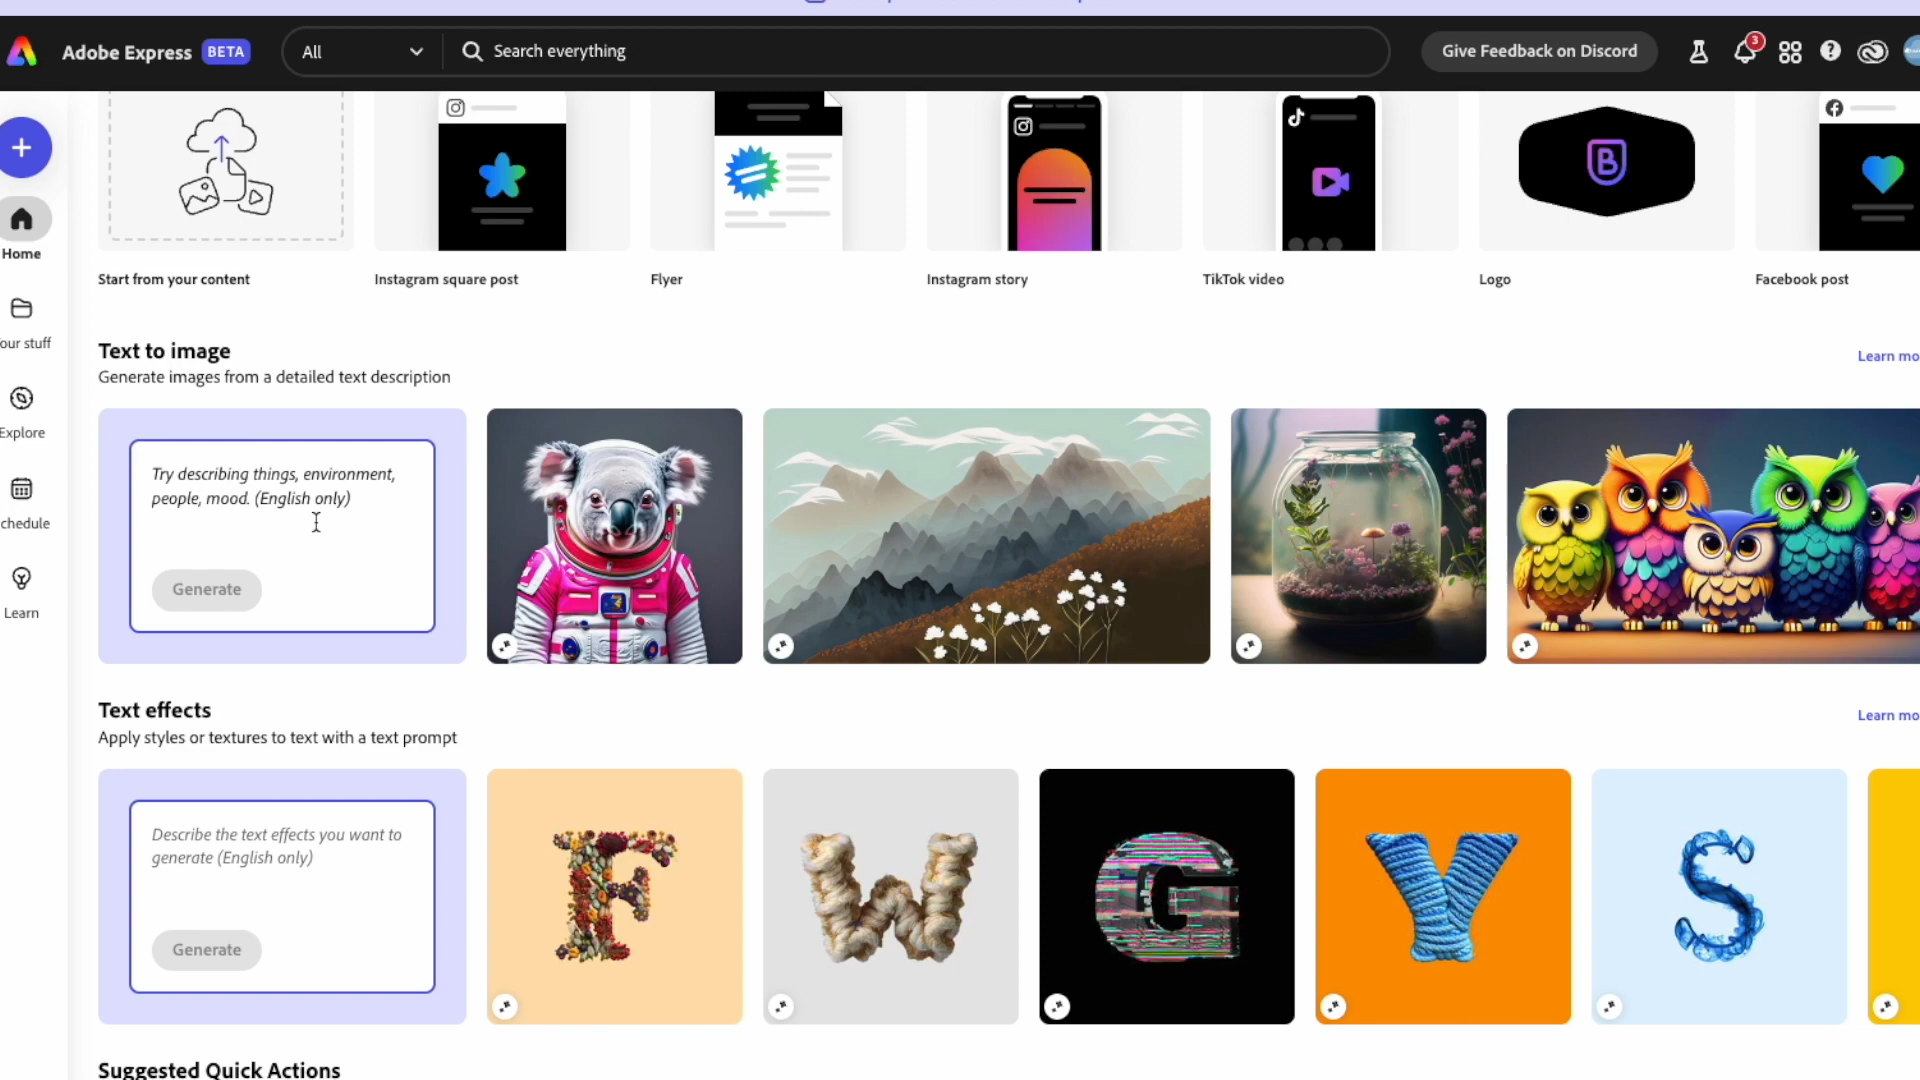 Adobe Express BETA
All
Search everything
Give Feedback on Discord
3
Home
our stuff
Explore
chedule
Learn
B
Start from your content
Instagram square post
Flyer
Instagram story
TikTok video
Logo
Facebook post
Text to image
Generate images from a detailed text description
Learn mo
Try describing things, environment,
people, mood. (English only)
Generate
Text effects
Apply styles or textures to text with a text prompt
Learn mo
Describe the text effects you want to
generate (English only)
Generate
F
W
G
Y
S
Suggested Quick Actions